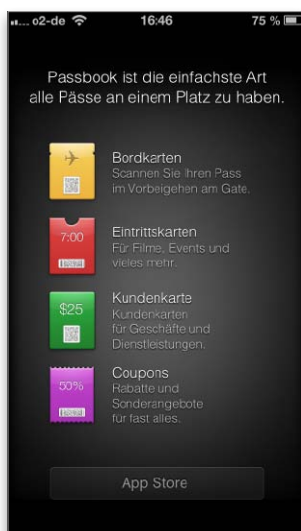 o2-de 16:46 75 %
Passbook ist die einfachste Art
alle Pässe an einem Platz zu haben.
Bordkarten
Scannen Sie Ihren Pass
im Vorbeigehen am Gate.
7:00
Eintrittskarten
Für Filme, Events und
vieles mehr.
$25
Kundenkarte
Kundenkarten
für Geschäfte und
Dienstleistungen.
50%
Coupons
Rabatte und
Sonderangebote
für fast alles.
App Store